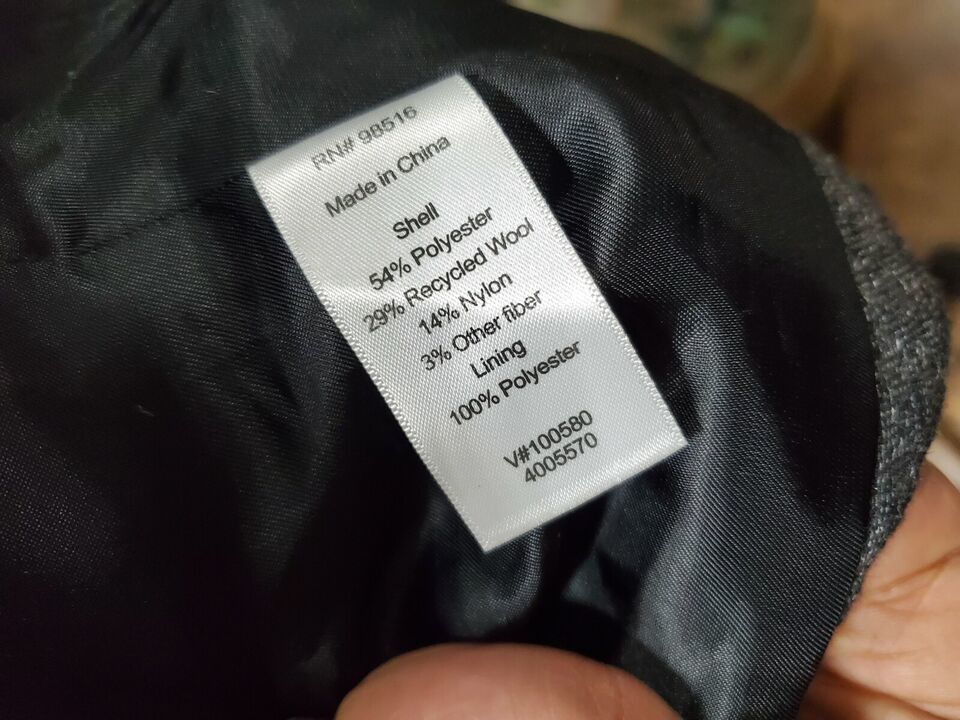 RN# 98516
Made in China
Shell
54% Polyester
29% Recycled Wool
14% Nylon
3% Other fiber
Lining
100% Polyester
V#100580
4005570